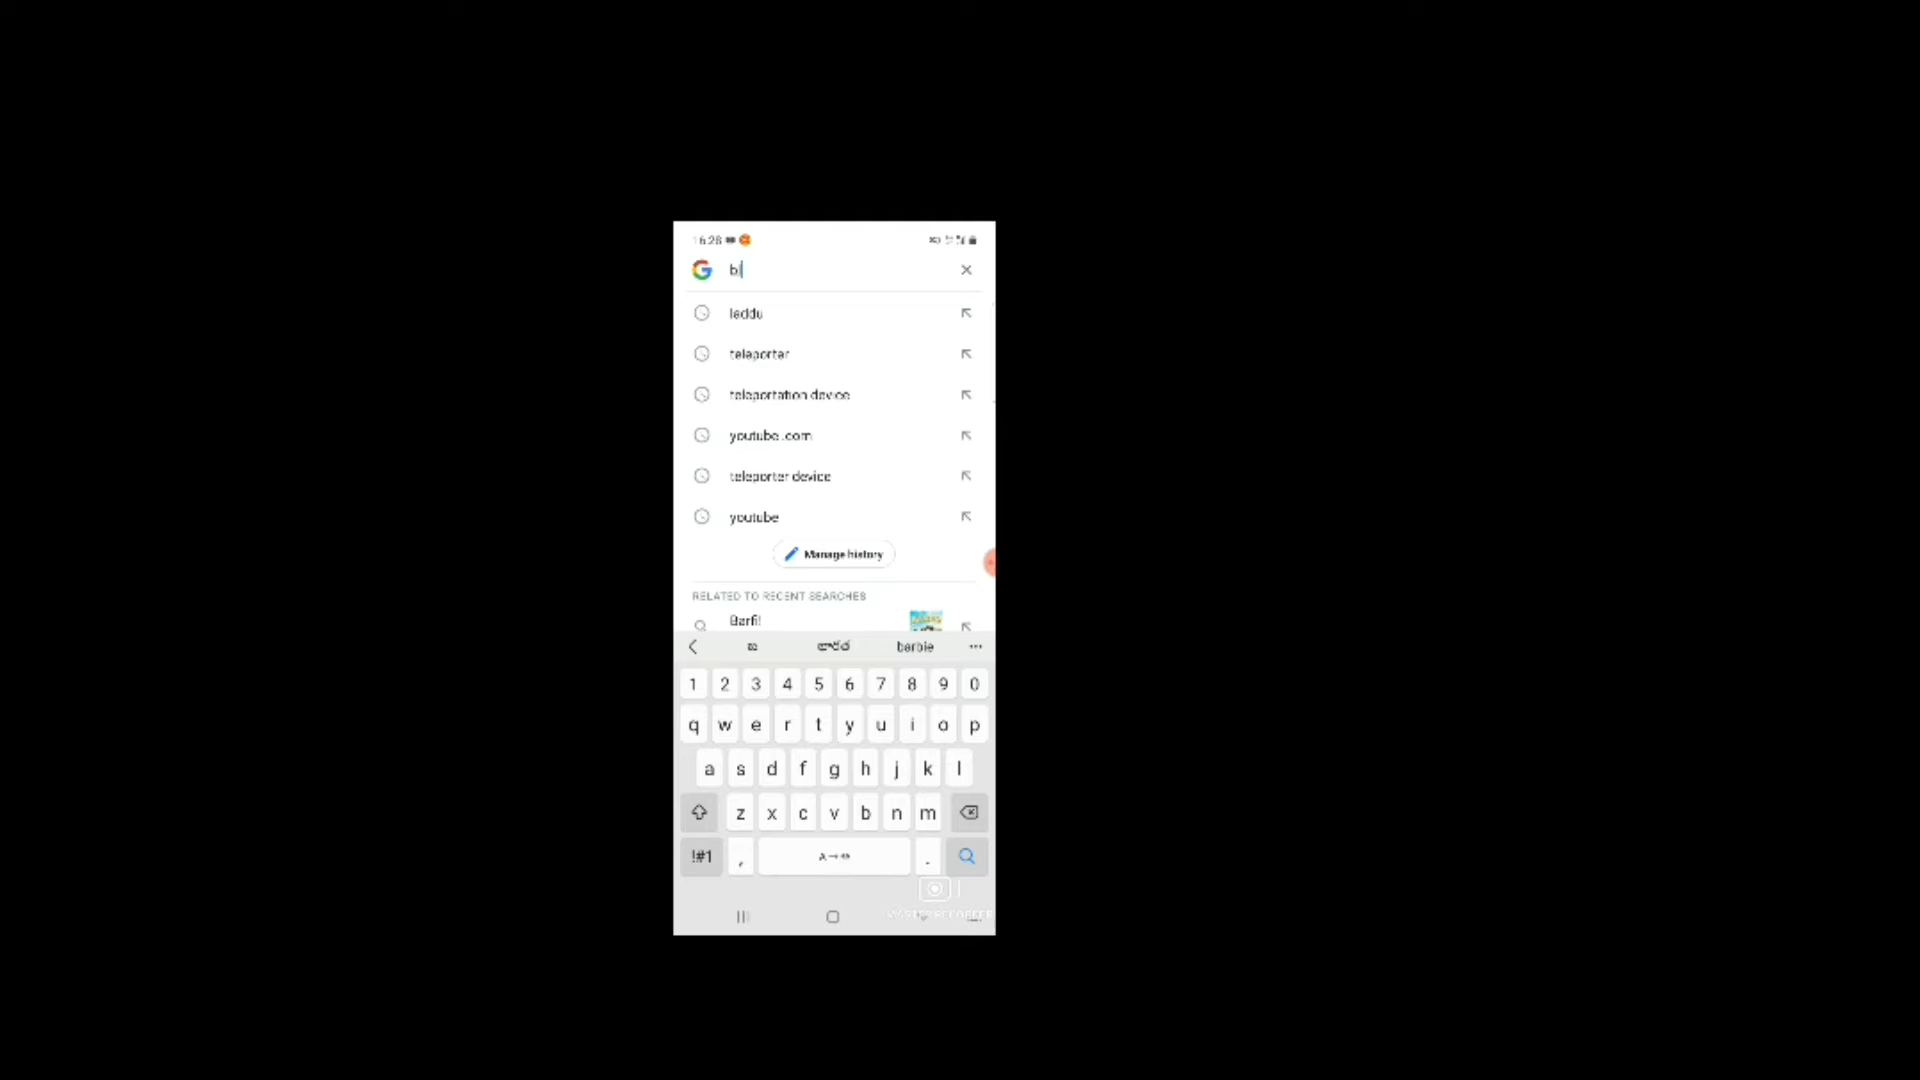 16:28
b
laddu
teleporter
teleportation device
youtube .com
teleporter device
youtube
Manage history
RELATED TO RECENT SEARCHES
Barfi!
barbie
1 2 3 4 5 6 7 8 9 0
q w e r t y u i o p
a s d f g h j k l
z x c v b n m
!#1 , .